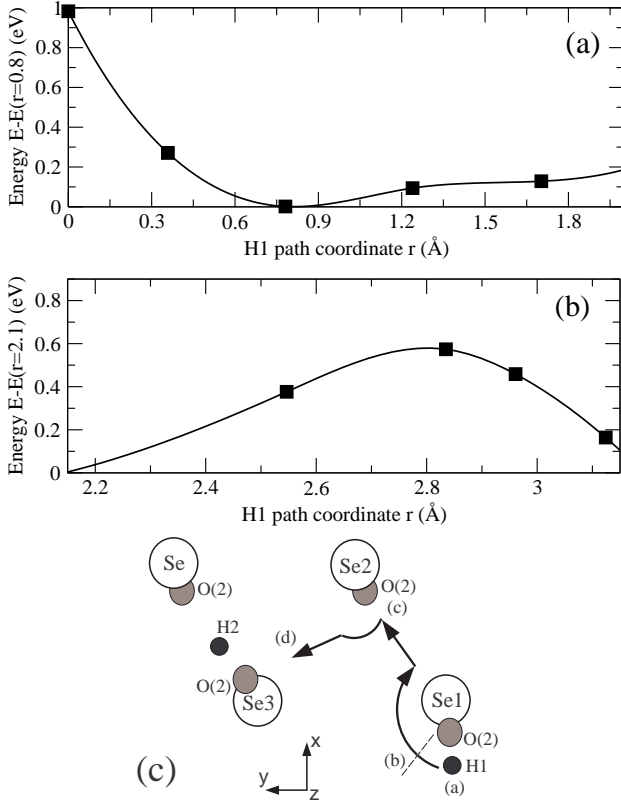 Energy E-E(r=0.8) (eV)
1
0.8
0.6
0.4
0.2
0
(a)
0 0.3 0.6 0.9 1.2 1.5 1.8
H1 path coordinate r (Å)
Energy E-E(r=2.1) (eV)
0.8
0.6
0.4
0.2
0
(b)
2.2 2.4 2.6 2.8 3
H1 path coordinate r (Å)
Se
O(2)
Se2
O(2)
(c)
H2
(d)
O(2)
Se3
Se1
O(2)
(b)
H1
(a)
x
y
z
(c)